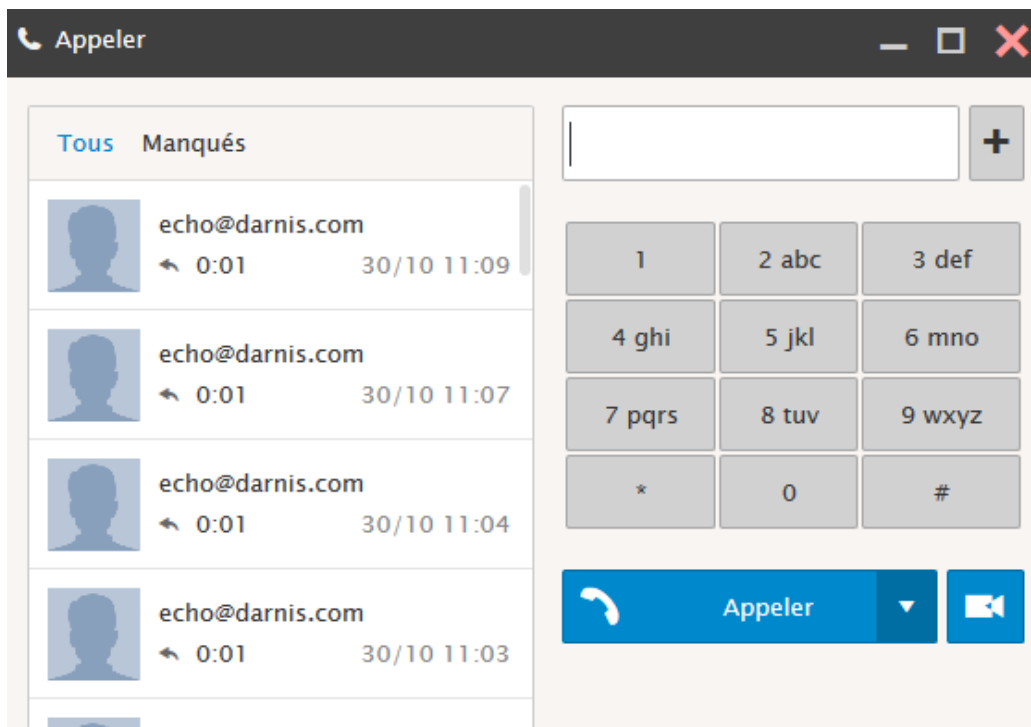 Appeler
Tous Manqués
echo@darnis.com
0:01 30/10 11:09
echo@darnis.com
0:01 30/10 11:07
echo@darnis.com
0:01 30/10 11:04
echo@darnis.com
0:01 30/10 11:03
+
1 2 abc 3 def
4 ghi 5 jkl 6 mno
7 pqrs 8 tuv 9 wxyz
* 0 #
Appeler